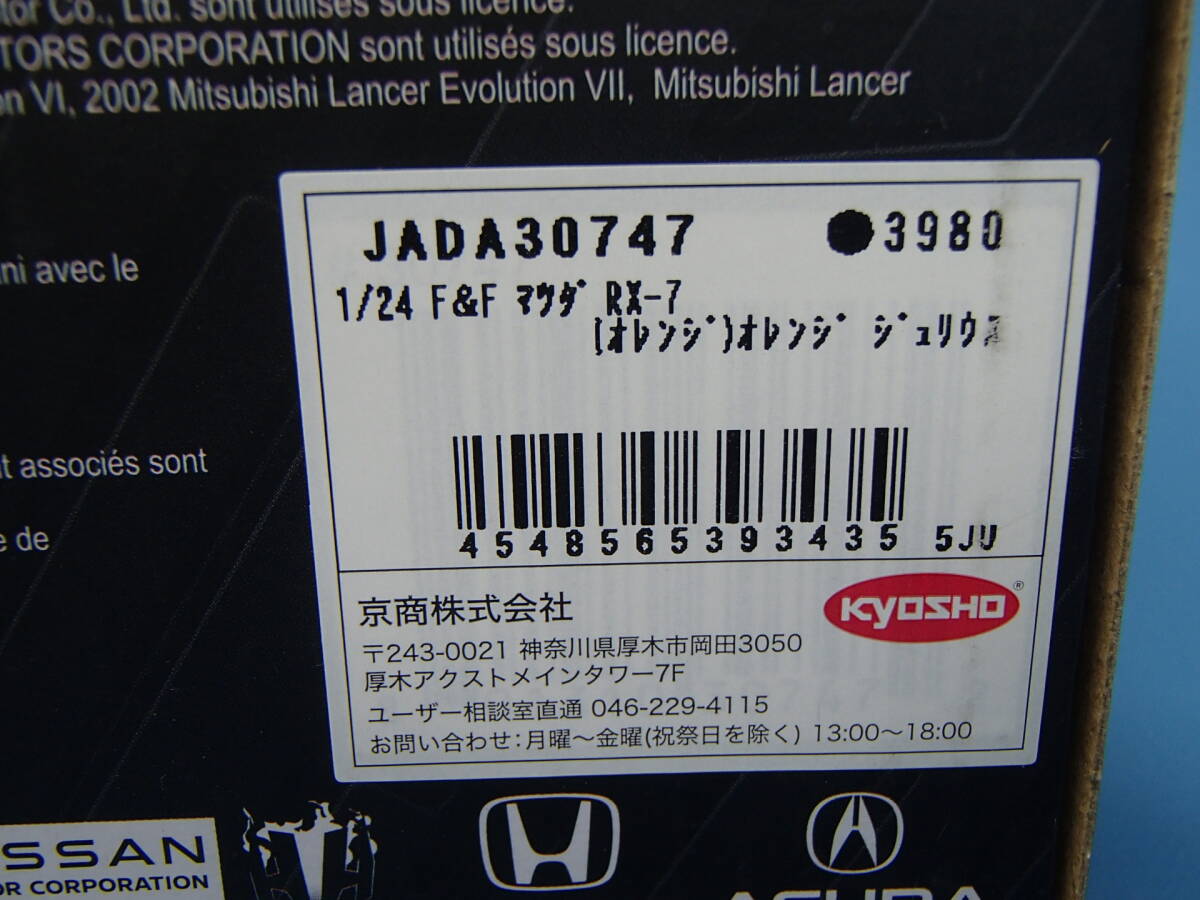 tor Co., Ltd. sont utilisés sous licence.
TORS CORPORATION sont utilisés sous licence.
on VI, 2002 Mitsubishi Lancer Evolution VII, Mitsubishi Lancer
ni avec le
t associés sont
e de
JADA30747 ●3980
1/24 F&F ﾏﾂﾀﾞ RX-7
(ｵﾚﾝｼﾞ)ｵﾚﾝｼﾞ ｼﾞｭﾘｳｽ
4548565393435 5JU
京商株式会社
KYOSHO®
〒243-0021 神奈川県厚木市岡田3050
厚木アクストメインタワー7F
ユーザー相談室直通 046-229-4115
お問い合わせ:月曜〜金曜(祝祭日を除く) 13:00〜18:00
ISSAN
OR CORPORATION
ACURA